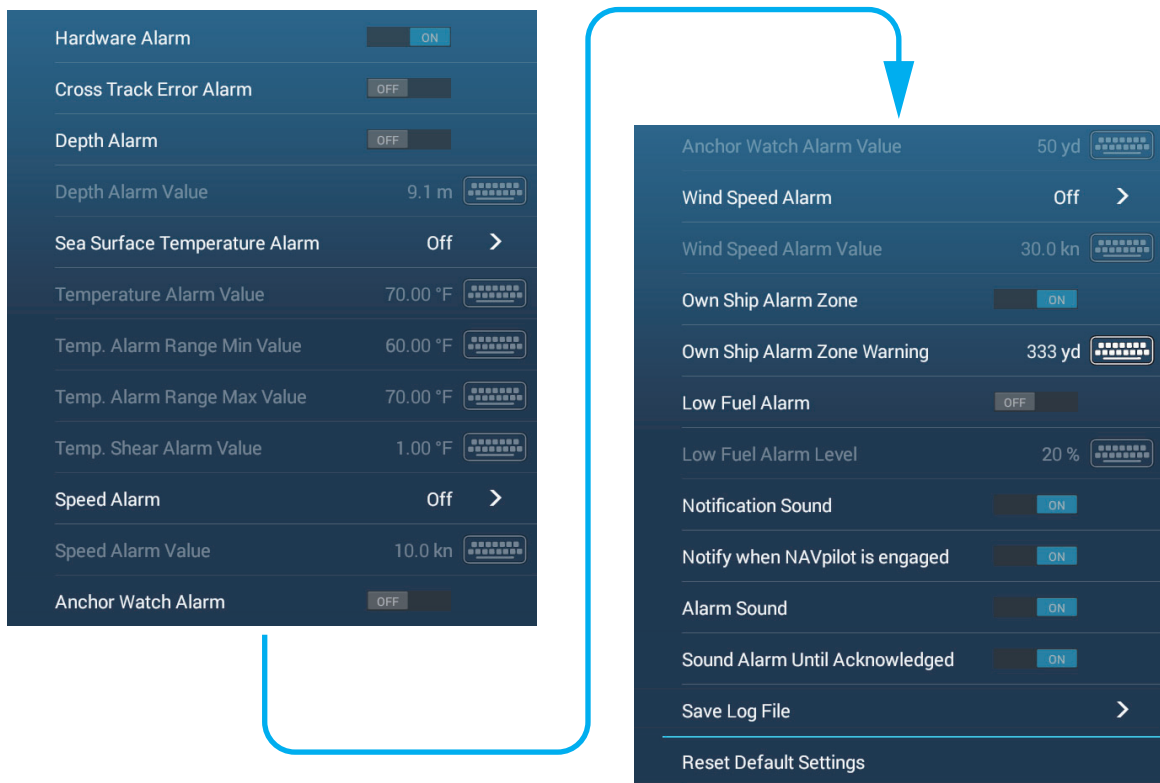 Hardware Alarm ON
Cross Track Error Alarm OFF
Depth Alarm OFF
Depth Alarm Value 9.1 m
Sea Surface Temperature Alarm Off
Temperature Alarm Value 70.00 °F
Temp. Alarm Range Min Value 60.00 °F
Temp. Alarm Range Max Value 70.00 °F
Temp. Shear Alarm Value 1.00 °F
Speed Alarm Off
Speed Alarm Value 10.0 kn
Anchor Watch Alarm OFF
Anchor Watch Alarm Value 50 yd
Wind Speed Alarm Off
Wind Speed Alarm Value 30.0 kn
Own Ship Alarm Zone ON
Own Ship Alarm Zone Warning 333 yd
Low Fuel Alarm OFF
Low Fuel Alarm Level 20 %
Notification Sound ON
Notify when NAVpilot is engaged ON
Alarm Sound ON
Sound Alarm Until Acknowledged ON
Save Log File
Reset Default Settings